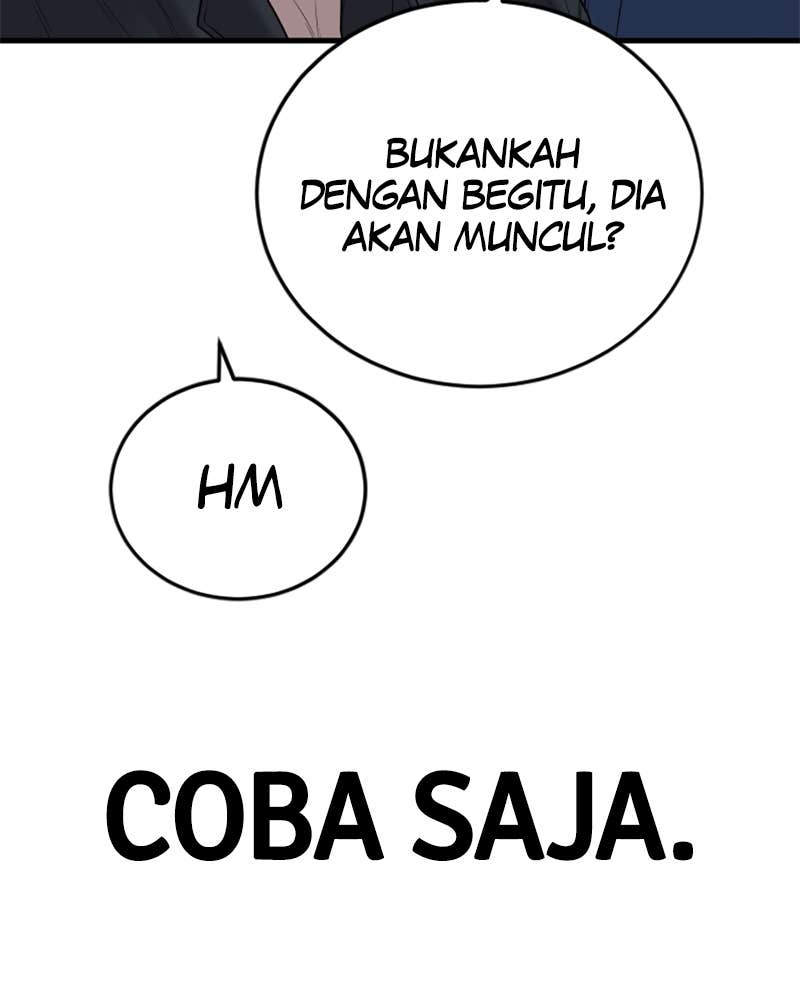 BUKANKAH
DENGAN BEGITU, DIA
AKAN MUNCUL?
HM
COBA SAJA.